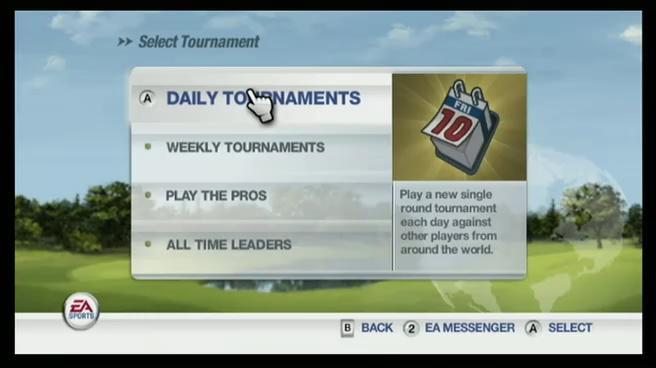 Select Tournament
A DAILY TOURNAMENTS
WEEKLY TOURNAMENTS
PLAY THE PROS
ALL TIME LEADERS
FRI
10
Play a new single
round tournament
each day against
other players from
around the world.
EA
SPORTS
B BACK 2 EA MESSENGER A SELECT